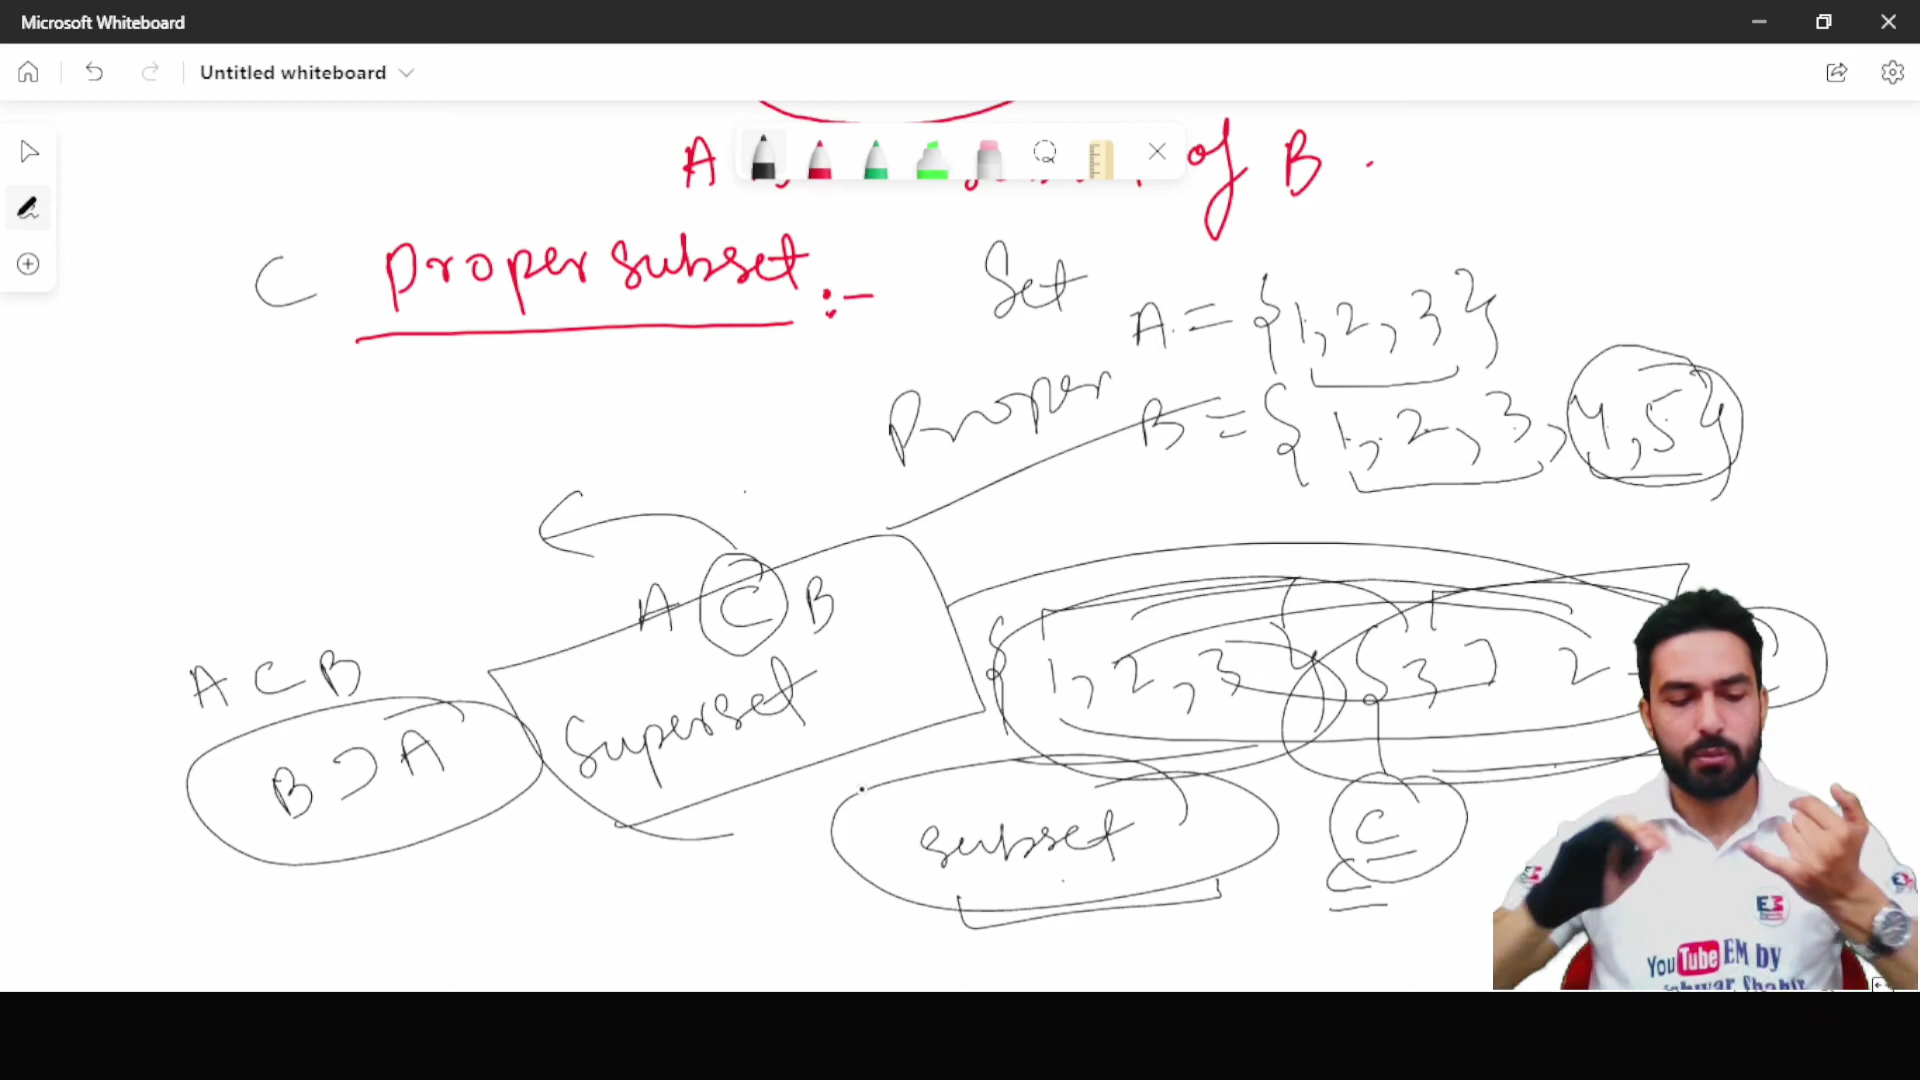 Microsoft Whiteboard
Untitled whiteboard
A of B .
⊂ Proper subset :-
Set
A = {1, 2, 3}
Proper
B = {1, 2, 3, 4, 5}
A ⊂ B
A ⊂ B
Superset
B ⊃ A
{1, 2, 3
{3
2
subset
⊆
⊆
E3
YouTube EM by